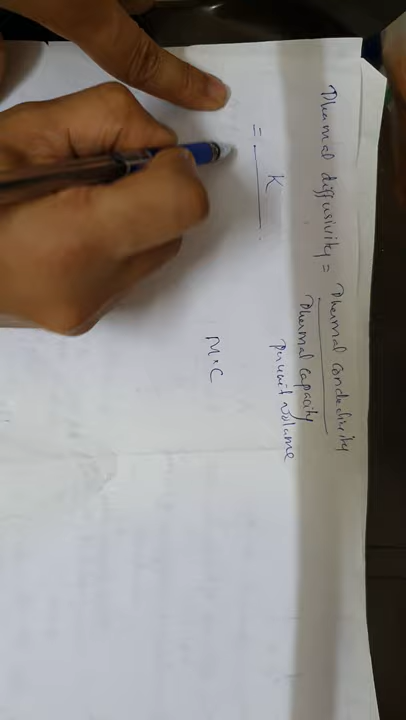 Thermal diffusivity = Thermal conductivity
Thermal capacity
per unit volume
= K
M·C